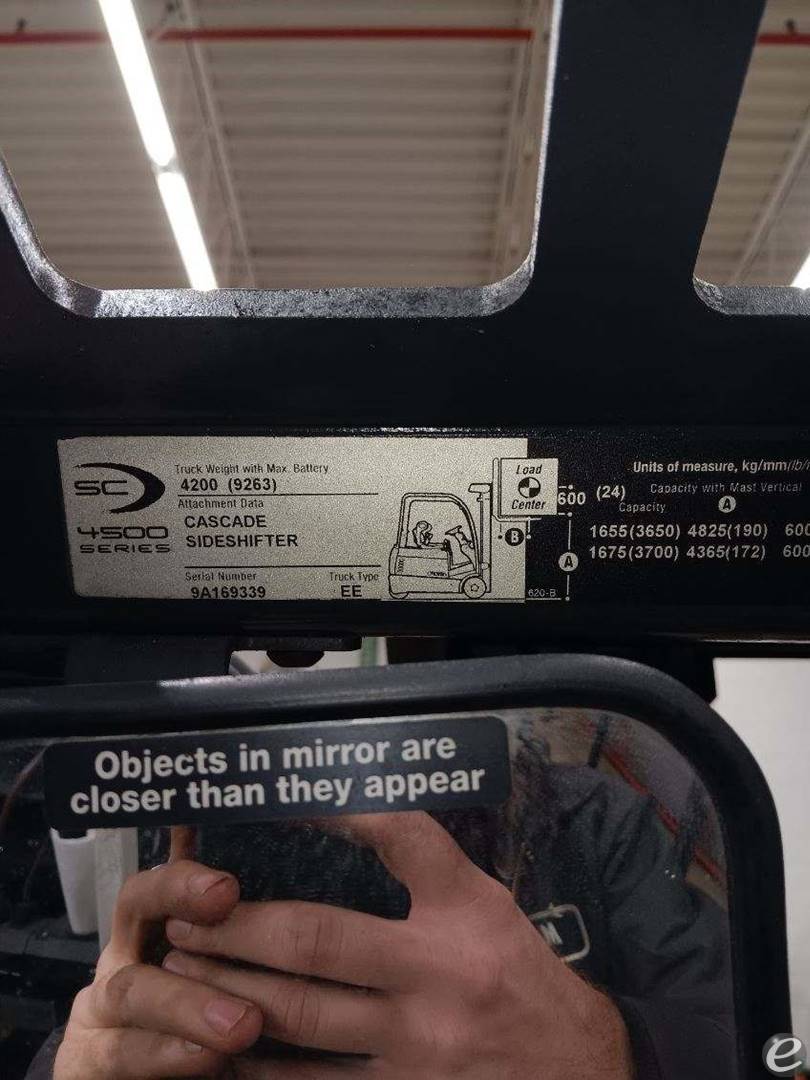 SC
4500
SERIES
Truck Weight with Max. Battery
4200 (9263)
Attachment Data
CASCADE
SIDESHIFTER
Serial Number
9A169339
Truck Type
EE
Load
Center
600 (24)
B
A
620-B
Units of measure, kg/mm
Capacity with Mast Vertical
Capacity
A
1655(3650) 4825(190) 600
1675(3700) 4365(172) 600
Objects in mirror are
closer than they appear
e